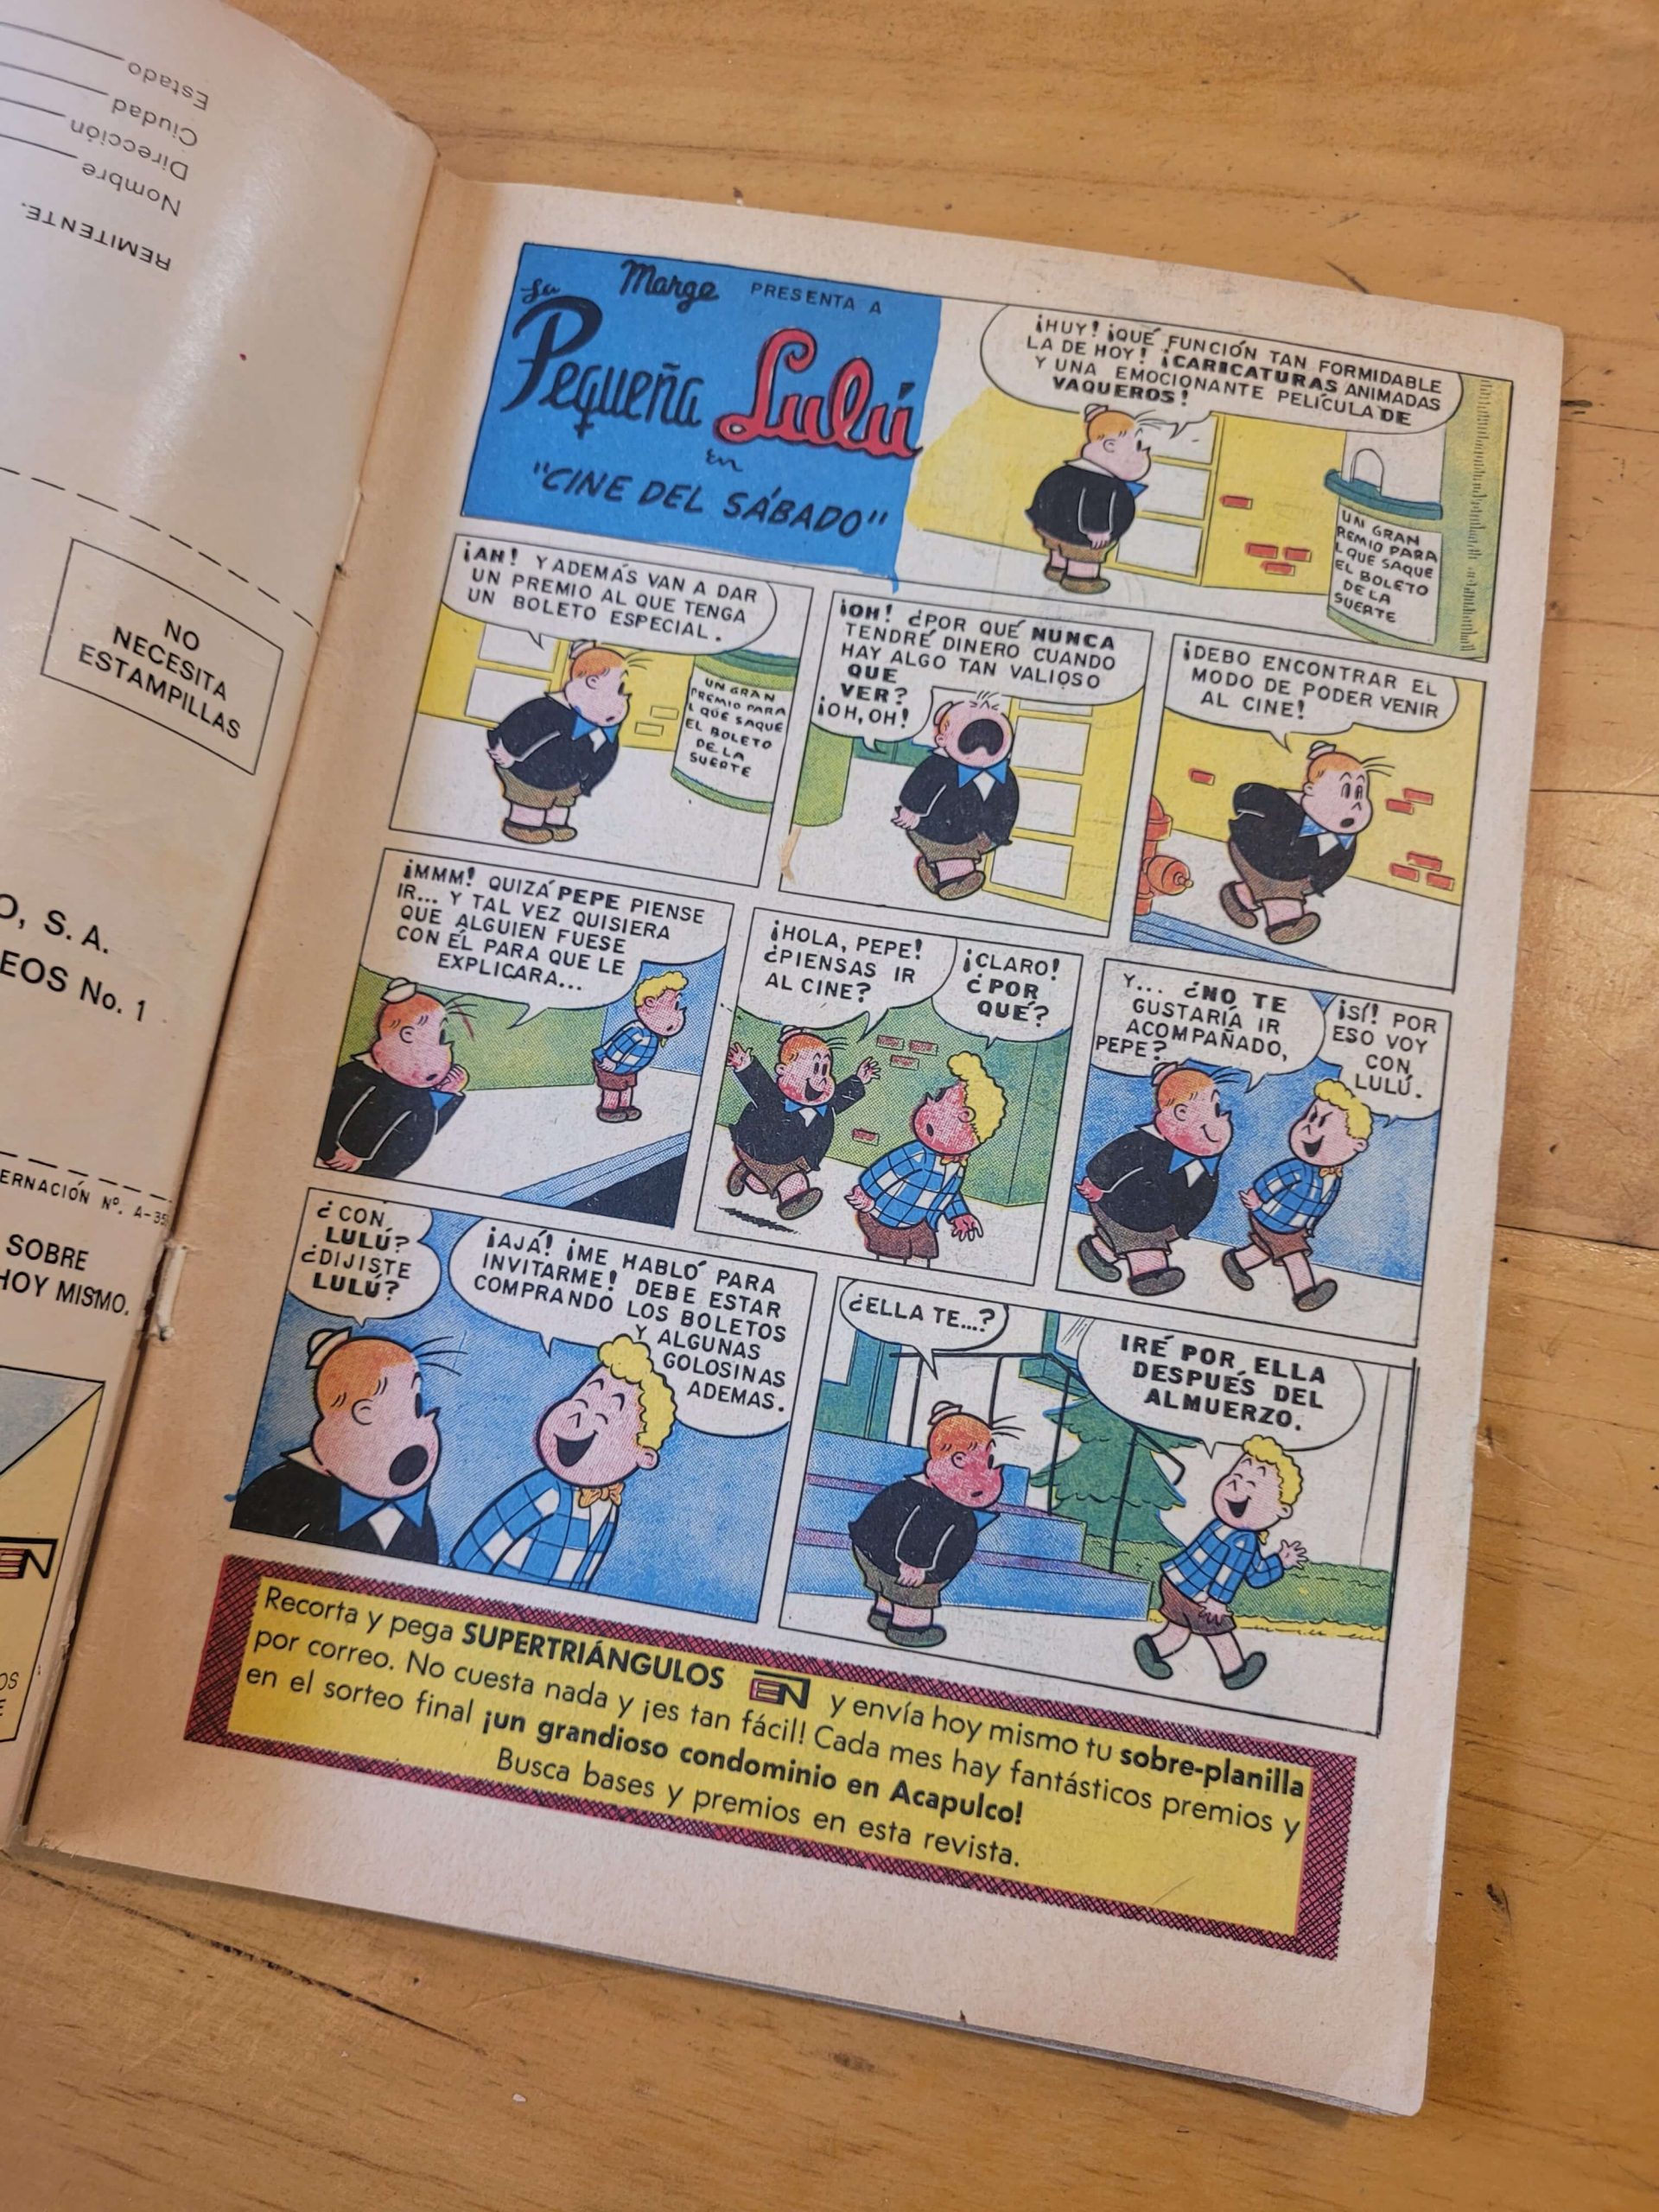 Estado
Ciudad
Dirección
Nombre
REMITENTE.
NO
NECESITA
ESTAMPILLAS
O, S. A.
EOS No. 1
ERNACIÓN Nº. A-35
SOBRE
HOY MISMO.
EN
OS
Marge PRESENTA A
La
Pequeña Lulú
en
"CINE DEL SÁBADO"
¡HUY! ¡QUÉ FUNCIÓN TAN FORMIDABLE
LA DE HOY! ¡CARICATURAS ANIMADAS
Y UNA EMOCIONANTE PELÍCULA DE
VAQUEROS!
UN GRAN
REMIO PARA
L QUE SAQUE
EL BOLETO
DE LA
SUERTE
¡AH! Y ADEMÁS VAN A DAR
UN PREMIO AL QUE TENGA
UN BOLETO ESPECIAL.
UN GRAN
PREMIO PARA
L QUE SAQUE
EL BOLETO
DE LA
SUERTE
¡OH! ¿POR QUÉ NUNCA
TENDRÉ DINERO CUANDO
HAY ALGO TAN VALIOSO
QUE
VER?
¡OH, OH!
¡DEBO ENCONTRAR EL
MODO DE PODER VENIR
AL CINE!
¡MMM! QUIZÁ PEPE PIENSE
IR... Y TAL VEZ QUISIERA
QUE ALGUIEN FUESE
CON ÉL PARA QUE LE
EXPLICARA...
¡HOLA, PEPE!
¿PIENSAS IR
AL CINE?
¡CLARO!
¿POR
QUÉ?
Y... ¿NO TE
GUSTARÍA IR
ACOMPAÑADO,
PEPE?
¡SÍ! POR
ESO VOY
CON
LULÚ.
¿CON
LULÚ?
¿DIJISTE
LULÚ?
¡AJÁ! ¡ME HABLÓ PARA
INVITARME! DEBE ESTAR
COMPRANDO LOS BOLETOS
Y ALGUNAS
GOLOSINAS
ADEMAS.
¿ELLA TE...?
IRÉ POR ELLA
DESPUÉS DEL
ALMUERZO.
Recorta y pega SUPERTRIÁNGULOS EN y envía hoy mismo tu sobre-planilla
por correo. No cuesta nada y ¡es tan fácil! Cada mes hay fantásticos premios y
en el sorteo final ¡un grandioso condominio en Acapulco!
Busca bases y premios en esta revista.